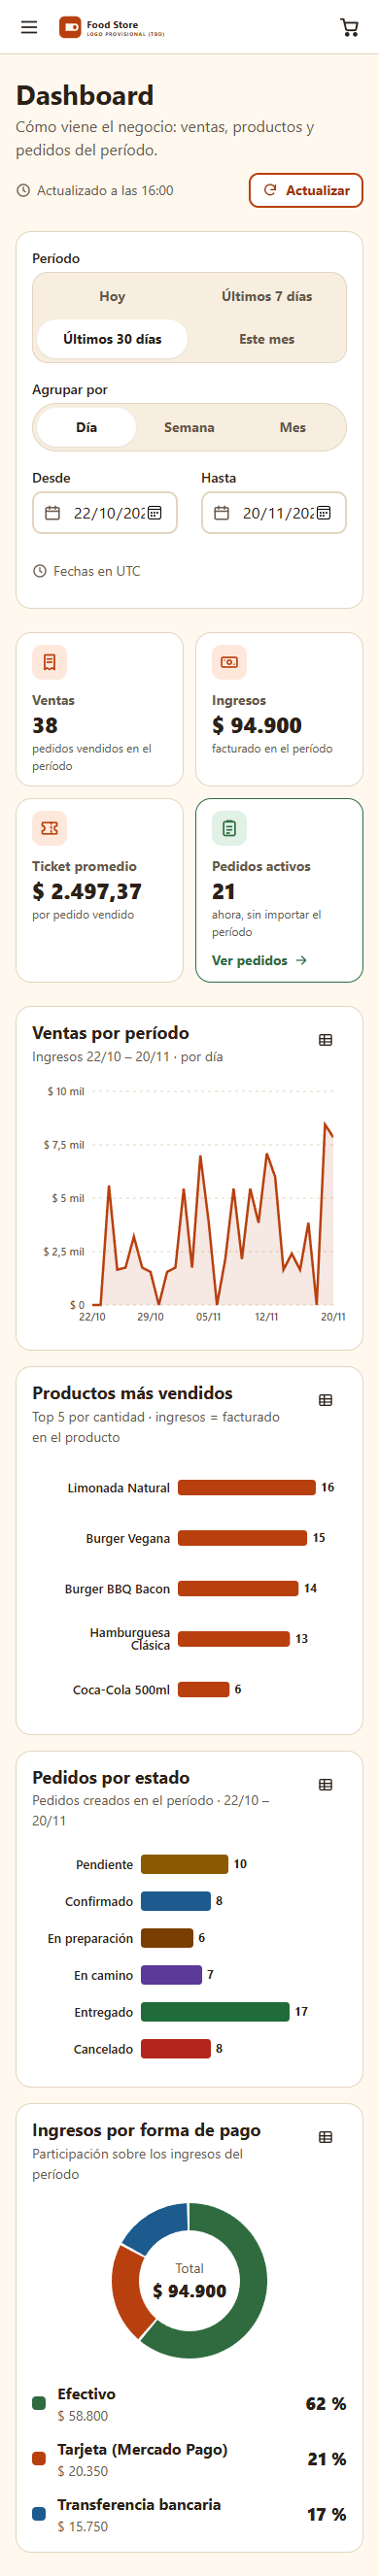 Food Store
LOGO PROVISIONAL (TBD)
Dashboard
Cómo viene el negocio: ventas, productos y
pedidos del período.
Actualizado a las 16:00
Actualizar
Período
Hoy
Últimos 7 días
Últimos 30 días
Este mes
Agrupar por
Día
Semana
Mes
Desde
Hasta
22/10/202
20/11/202
Fechas en UTC
Ventas
38
pedidos vendidos en el
período
Ingresos
$ 94.900
facturado en el período
Ticket promedio
$ 2.497,37
por pedido vendido
Pedidos activos
21
ahora, sin importar el
período
Ver pedidos →
Ventas por período
Ingresos 22/10 – 20/11 · por día
$ 10 mil
$ 7,5 mil
$ 5 mil
$ 2,5 mil
$ 0
22/10 29/10 05/11 12/11 20/11
Productos más vendidos
Top 5 por cantidad · ingresos = facturado
en el producto
Limonada Natural 16
Burger Vegana 15
Burger BBQ Bacon 14
Hamburguesa
Clásica 13
Coca-Cola 500ml 6
Pedidos por estado
Pedidos creados en el período · 22/10 –
20/11
Pendiente 10
Confirmado 8
En preparación 6
En camino 7
Entregado 17
Cancelado 8
Ingresos por forma de pago
Participación sobre los ingresos del
período
Total
$ 94.900
Efectivo
$ 58.800
62 %
Tarjeta (Mercado Pago)
$ 20.350
21 %
Transferencia bancaria
$ 15.750
17 %